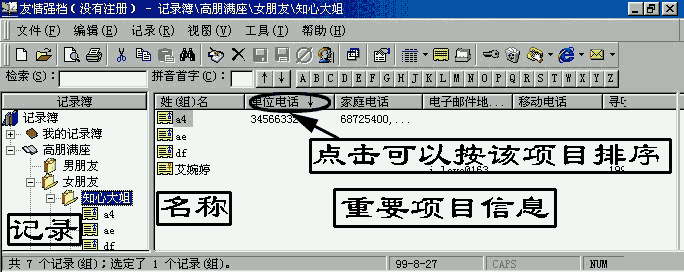 友情强档 (没有注册) - 记录簿\高朋满座\女朋友\知心大姐
文件(F) 编辑(E) 记录(R) 视图(V) 工具(I) 帮助(H)
检索(S): 拼音首字(C): A B C D E F G H J K L M N O P Q R S T W X Y Z
记录簿
记录簿
我的记录簿
高朋满座
男朋友
女朋友
知心大姐
a4
ae
df
记录
姓(组)名 单位电话 ↓ 家庭电话 电子邮件地... 移动电话
a4 34566332 68725400,...
ae
df
艾婉婷
点击可以按该项目排序
名称
重要项目信息
共 7 个记录(组)；选定了 1 个记录(组)。 99-8-27 CAPS NUM